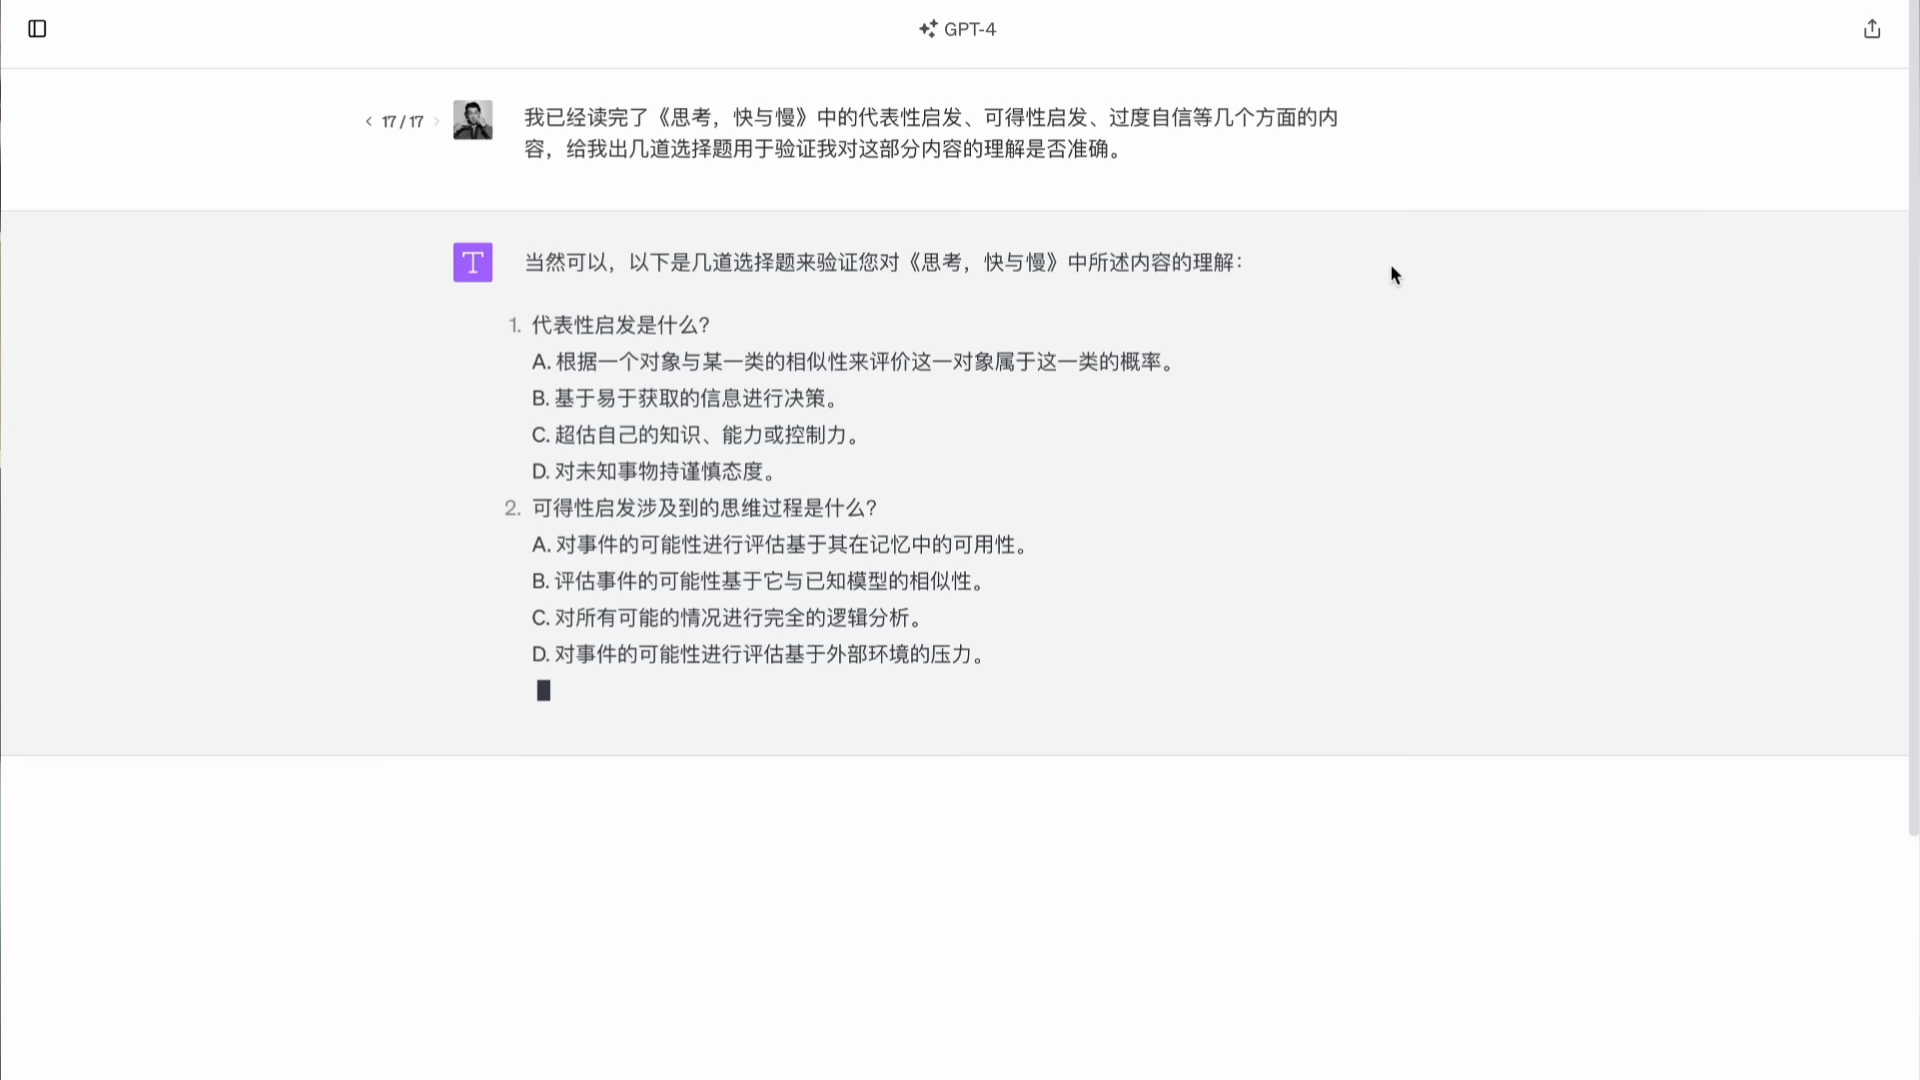 GPT-4
< 17 / 17 >
我已经读完了《思考，快与慢》中的代表性启发、可得性启发、过度自信等几个方面的内
容，给我出几道选择题用于验证我对这部分内容的理解是否准确。
T
当然可以，以下是几道选择题来验证您对《思考，快与慢》中所述内容的理解：
1. 代表性启发是什么？
A. 根据一个对象与某一类的相似性来评价这一对象属于这一类的概率。
B. 基于易于获取的信息进行决策。
C. 超估自己的知识、能力或控制力。
D. 对未知事物持谨慎态度。
2. 可得性启发涉及到的思维过程是什么？
A. 对事件的可能性进行评估基于其在记忆中的可用性。
B. 评估事件的可能性基于它与已知模型的相似性。
C. 对所有可能的情况进行完全的逻辑分析。
D. 对事件的可能性进行评估基于外部环境的压力。